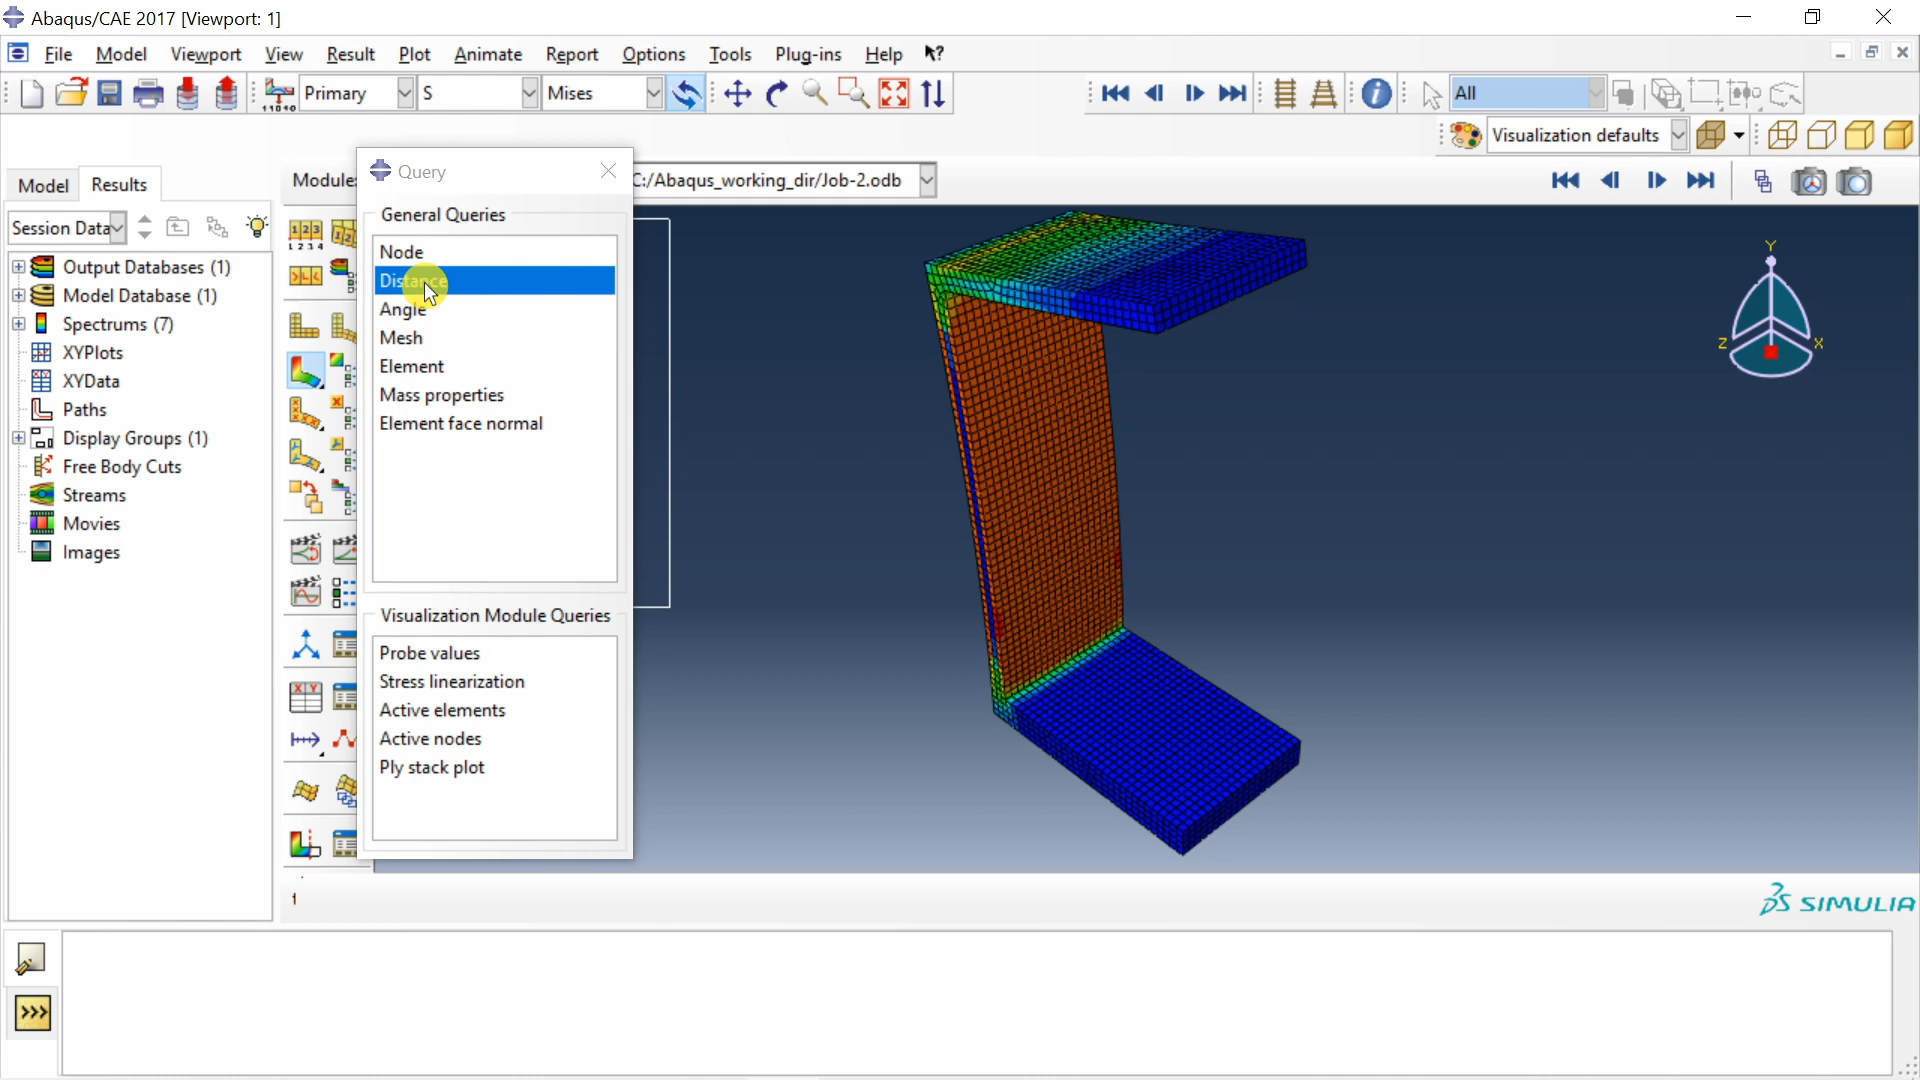 Abaqus/CAE 2017 [Viewport: 1]
File Model Viewport View Result Plot Animate Report Options Tools Plug-ins Help
Primary S Mises All
Visualization defaults
Model Results Module: C:/Abaqus_working_dir/Job-2.odb
Session Data
Output Databases (1)
Model Database (1)
Spectrums (7)
XYPlots
XYData
Paths
Display Groups (1)
Free Body Cuts
Streams
Movies
Images
Query
General Queries
Node
Distance
Angle
Mesh
Element
Mass properties
Element face normal
Visualization Module Queries
Probe values
Stress linearization
Active elements
Active nodes
Ply stack plot
Y
Z X
SIMULIA